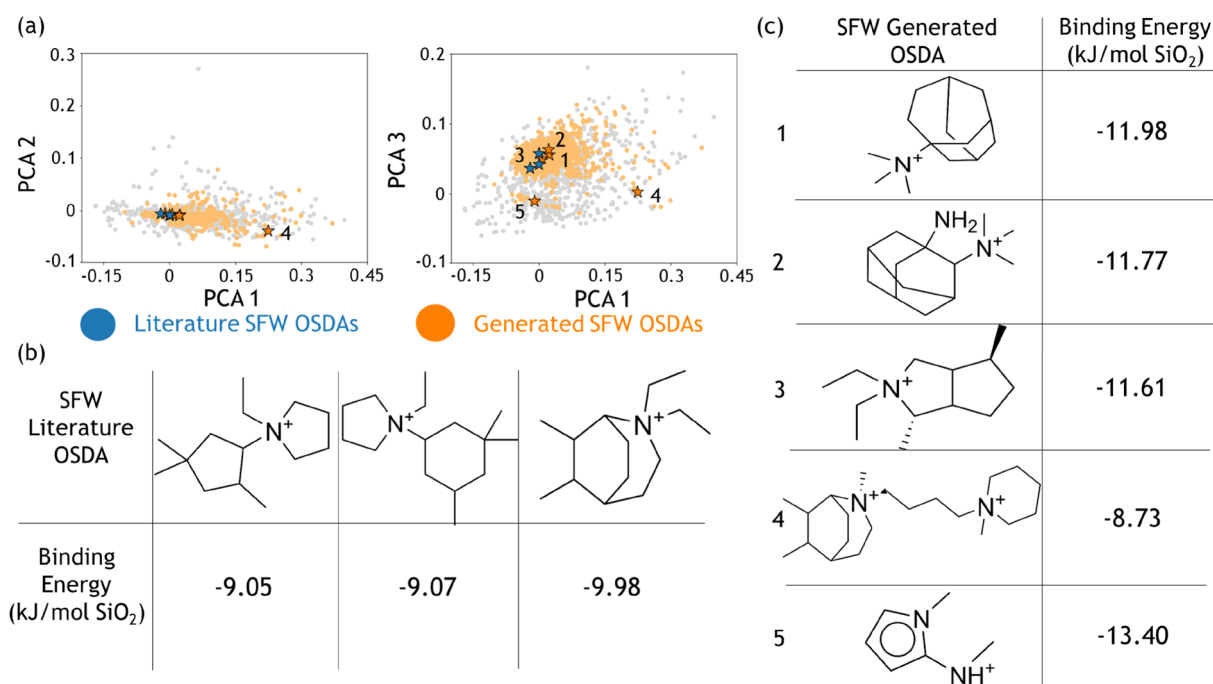 (a)
0.3
0.2
0.1
0
-0.1
-0.15
0
0.15
0.3
0.45
PCA 2
PCA 1
4
0.2
0.1
0
-0.1
-0.15
0
0.15
0.3
0.45
PCA 3
PCA 1
3
2
1
5
4
Literature SFW OSDAs
Generated SFW OSDAs
(b)
SFW
Literature
OSDA
N+
N+
N+
Binding
Energy
(kJ/mol SiO2)
-9.05
-9.07
-9.98
(c)
SFW Generated
OSDA
Binding Energy
(kJ/mol SiO2)
1
N+
-11.98
2
NH2
N+
-11.77
3
N+
-11.61
4
N+
N+
-8.73
5
N
NH+
-13.40